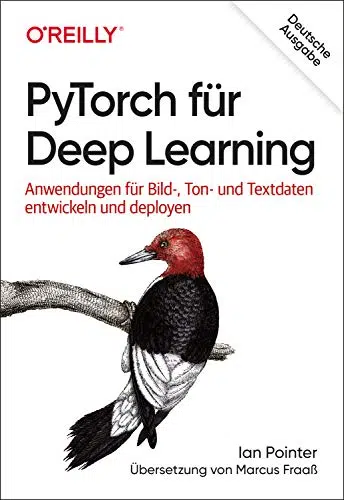 O'REILLY®
Deutsche
Ausgabe
PyTorch für
Deep Learning
Anwendungen für Bild-, Ton- und Textdaten
entwickeln und deployen
Ian Pointer
Übersetzung von Marcus Fraaß